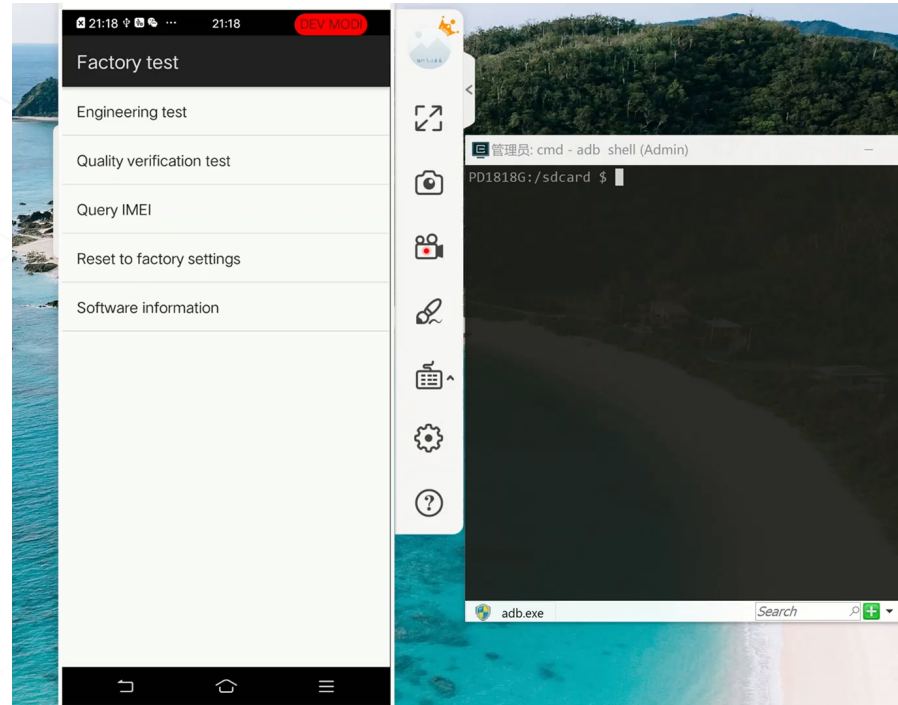 21:18
21:18
DEV MODI
Factory test
Engineering test
Quality verification test
Query IMEI
Reset to factory settings
Software information
管理员: cmd - adb  shell (Admin)
PD1818G:/sdcard $
adb.exe
Search